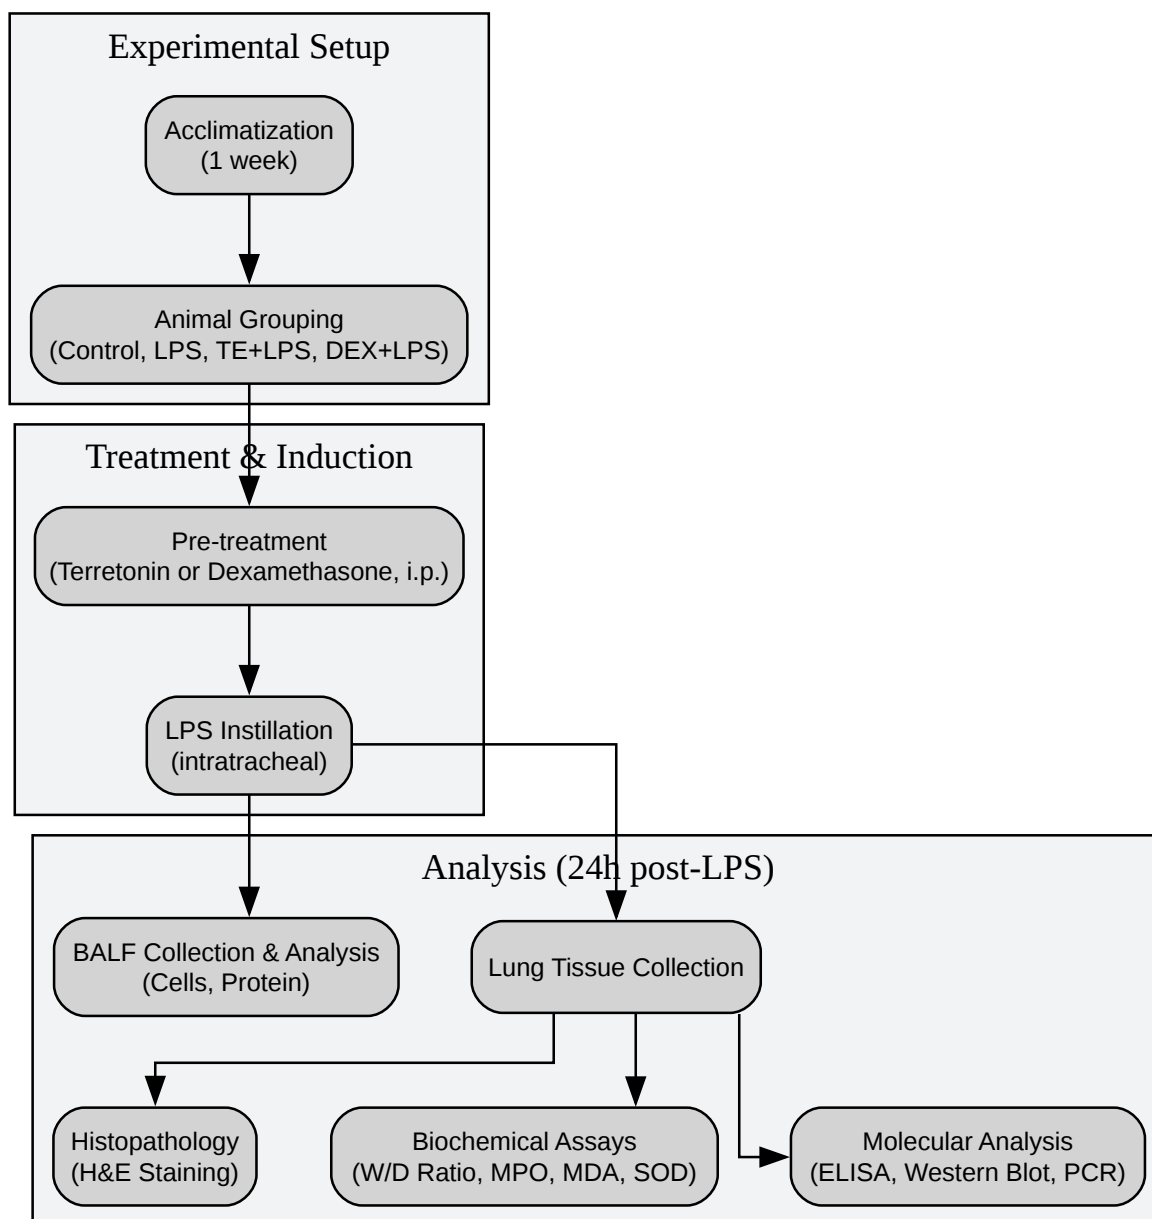 Experimental Setup
Acclimatization
(1 week)
Animal Grouping
(Control, LPS, TE+LPS, DEX+LPS)
Treatment & Induction
Pre-treatment
(Terretonin or Dexamethasone, i.p.)
LPS Instillation
(intratracheal)
Analysis (24h post-LPS)
BALF Collection & Analysis
(Cells, Protein)
Lung Tissue Collection
Histopathology
(H&E Staining)
Biochemical Assays
(W/D Ratio, MPO, MDA, SOD)
Molecular Analysis
(ELISA, Western Blot, PCR)